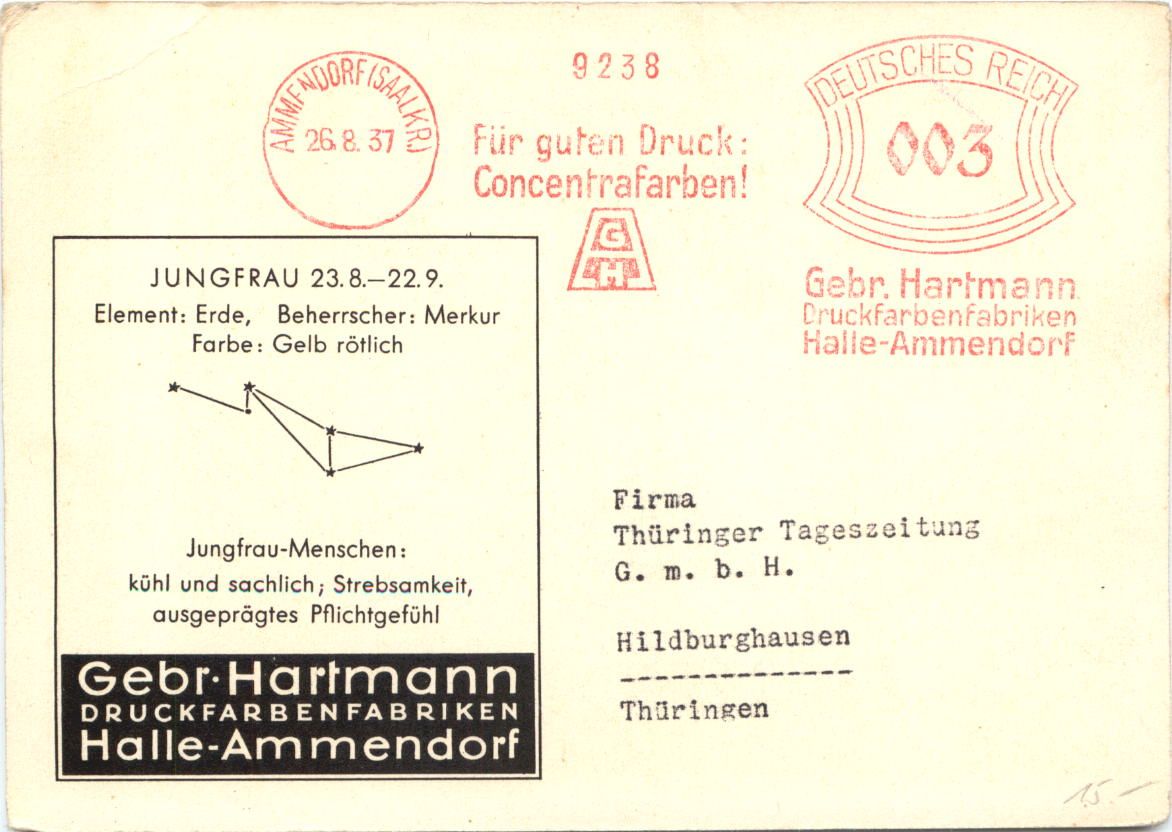 AMMENDORF (SAALKR)
26.8.37
9238
Für guten Druck:
Concentrafarben!
G
H
DEUTSCHES REICH
003
Gebr. Hartmann
Druckfarbenfabriken
Halle-Ammendorf
JUNGFRAU 23.8.—22.9.
Element: Erde, Beherrscher: Merkur
Farbe: Gelb rötlich
Jungfrau-Menschen:
kühl und sachlich; Strebsamkeit,
ausgeprägtes Pflichtgefühl
Gebr·Hartmann
DRUCKFARBENFABRIKEN
Halle-Ammendorf
Firma
Thüringer Tageszeitung
G. m. b. H.
Hildburghausen
--------------
Thüringen
15.-